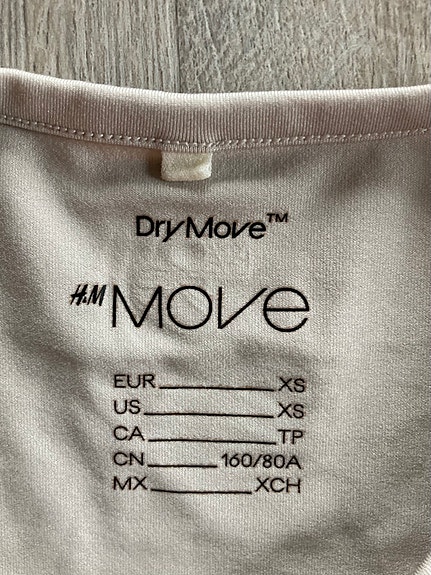 DryMove™
H&M MOVE
EUR XS
US XS
CA TP
CN 160/80A
MX XCH